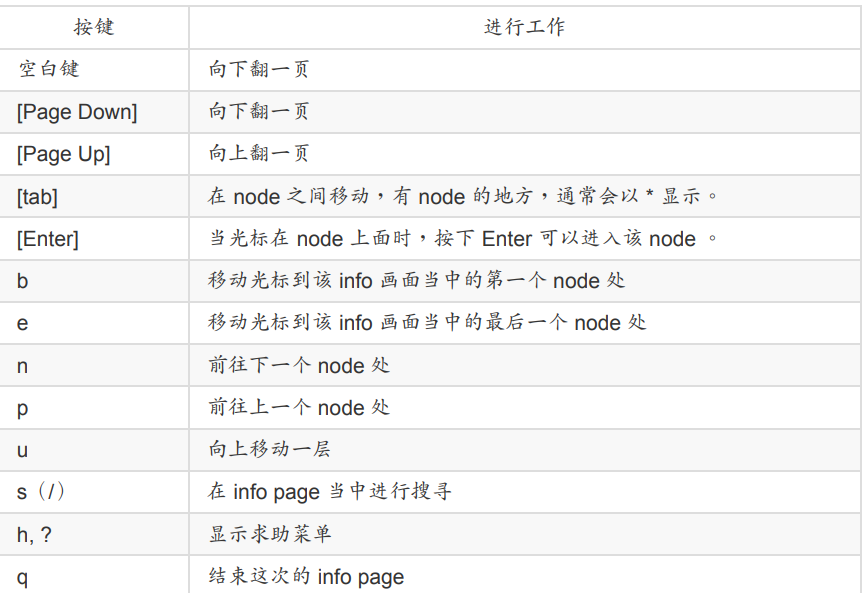 按键 进行工作
空白键 向下翻一页
[Page Down] 向下翻一页
[Page Up] 向上翻一页
[tab] 在 node 之间移动，有 node 的地方，通常会以 * 显示。
[Enter] 当光标在 node 上面时，按下 Enter 可以进入该 node 。
b 移动光标到该 info 画面当中的第一个 node 处
e 移动光标到该 info 画面当中的最后一个 node 处
n 前往下一个 node 处
p 前往上一个 node 处
u 向上移动一层
s（/） 在 info page 当中进行搜寻
h, ? 显示求助菜单
q 结束这次的 info page